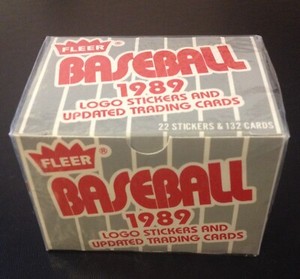 FLEER®
BASEBALL
1989
LOGO STICKERS AND
UPDATED TRADING CARDS
22 STICKERS & 132 CARDS
FLEER®
BASEBALL
1989
LOGO STICKERS AND
UPDATED TRADING CARDS